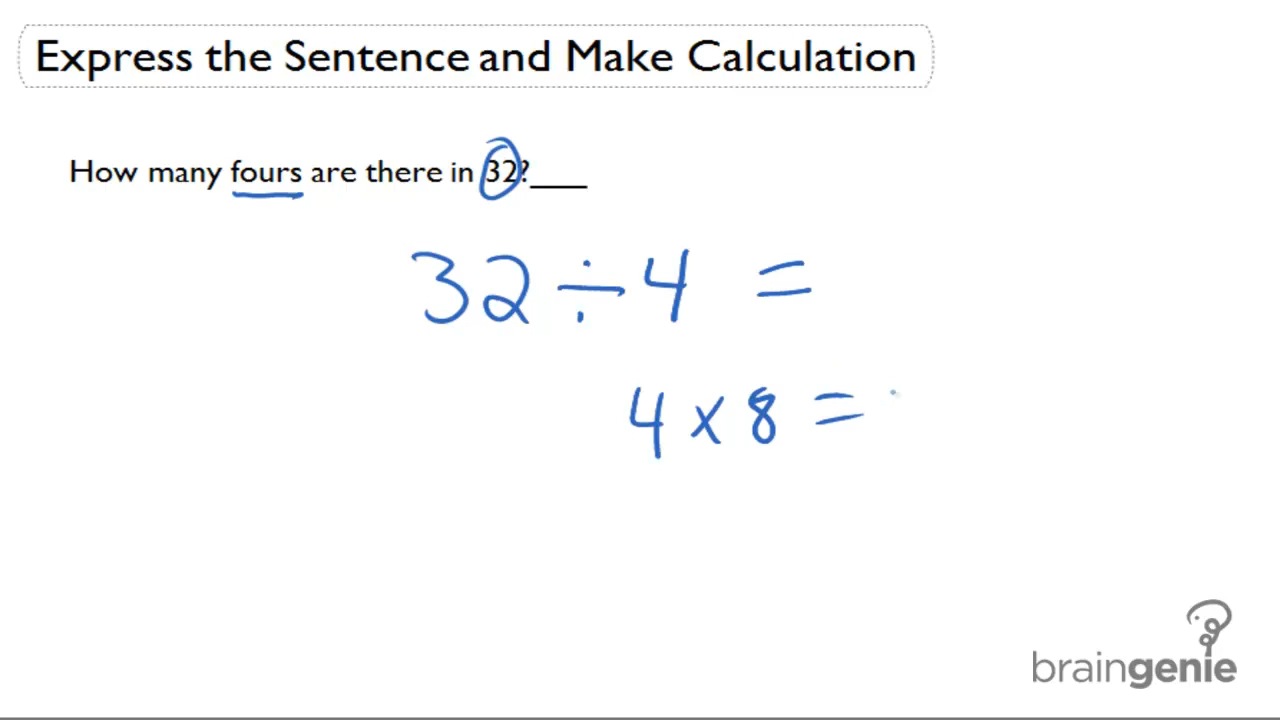 Express the Sentence and Make Calculation
How many fours are there in 32?___
32 ÷ 4 =
4 x 8 =
braingenie